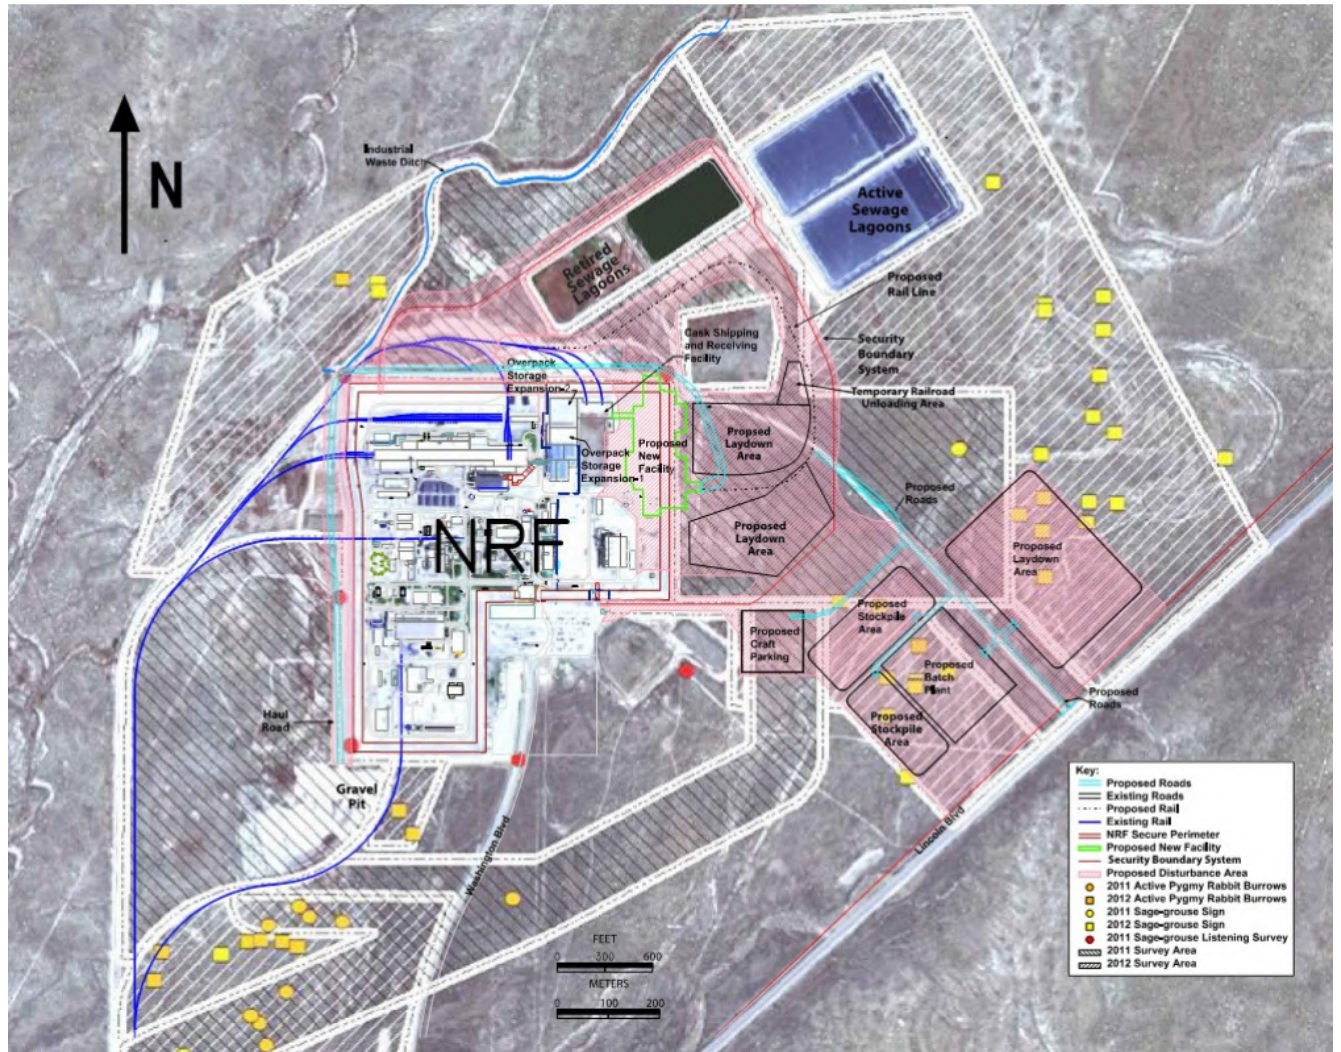 N
Industrial
Waste Ditch
Active
Sewage
Lagoons
Retired
Sewage
Lagoons
Proposed
Rail Line
Cask Shipping
and Receiving
Facility
Security
Boundary
System
Overpack
Storage
Expansion-2
Temporary Railroad
Unloading Area
Propsed
Laydown
Area
Proposed
New
Facility
Overpack
Storage
Expansion-1
Proposed
Roads
NRF
Proposed
Laydown
Area
Proposed
Laydown
Area
Proposed
Stockpile
Area
Proposed
Craft
Parking
Proposed
Batch
Plant
Proposed
Roads
Haul
Road
Proposed
Stockpile
Area
Gravel
Pit
Washington Blvd
Lincoln Blvd
Key:
Proposed Roads
Existing Roads
Proposed Rail
Existing Rail
NRF Secure Perimeter
Proposed New Facility
Security Boundary System
Proposed Disturbance Area
2011 Active Pygmy Rabbit Burrows
2012 Active Pygmy Rabbit Burrows
2011 Sage-grouse Sign
2012 Sage-grouse Sign
2011 Sage-grouse Listening Survey
2011 Survey Area
2012 Survey Area
FEET
0 300 600
METERS
0 100 200